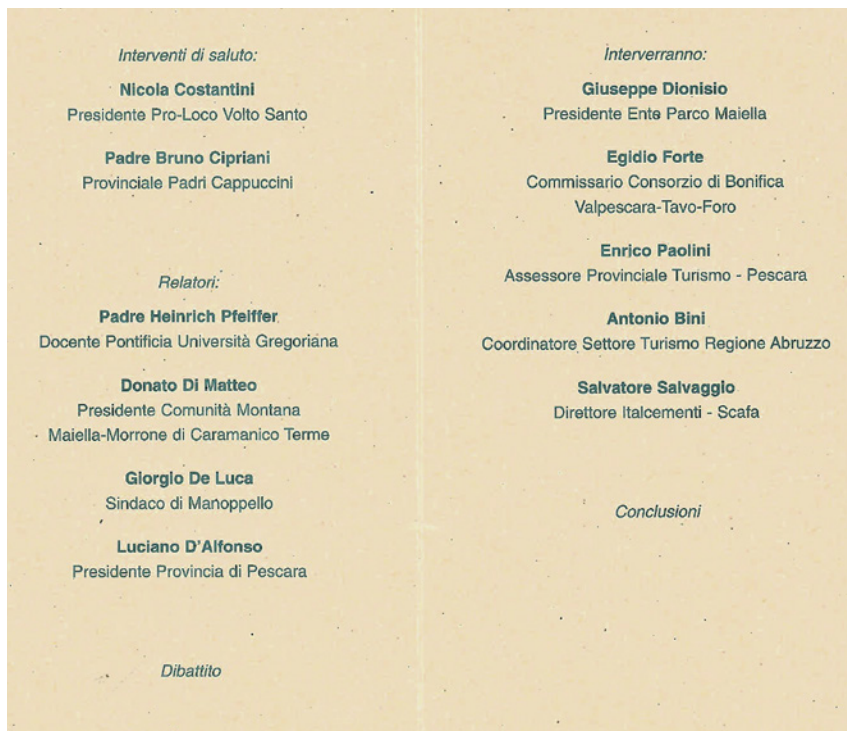 Interventi di saluto:
Nicola Costantini
Presidente Pro-Loco Volto Santo
Padre Bruno Cipriani
Provinciale Padri Cappuccini
Relatori:
Padre Heinrich Pfeiffer
Docente Pontificia Università Gregoriana
Donato Di Matteo
Presidente Comunità Montana
Maiella-Morrone di Caramanico Terme
Giorgio De Luca
Sindaco di Manoppello
Luciano D'Alfonso
Presidente Provincia di Pescara
Dibattito
Interverranno:
Giuseppe Dionisio
Presidente Ente Parco Maiella
Egidio Forte
Commissario Consorzio di Bonifica
Valpescara-Tavo-Foro
Enrico Paolini
Assessore Provinciale Turismo - Pescara
Antonio Bini
Coordinatore Settore Turismo Regione Abruzzo
Salvatore Salvaggio
Direttore Italcementi - Scafa
Conclusioni